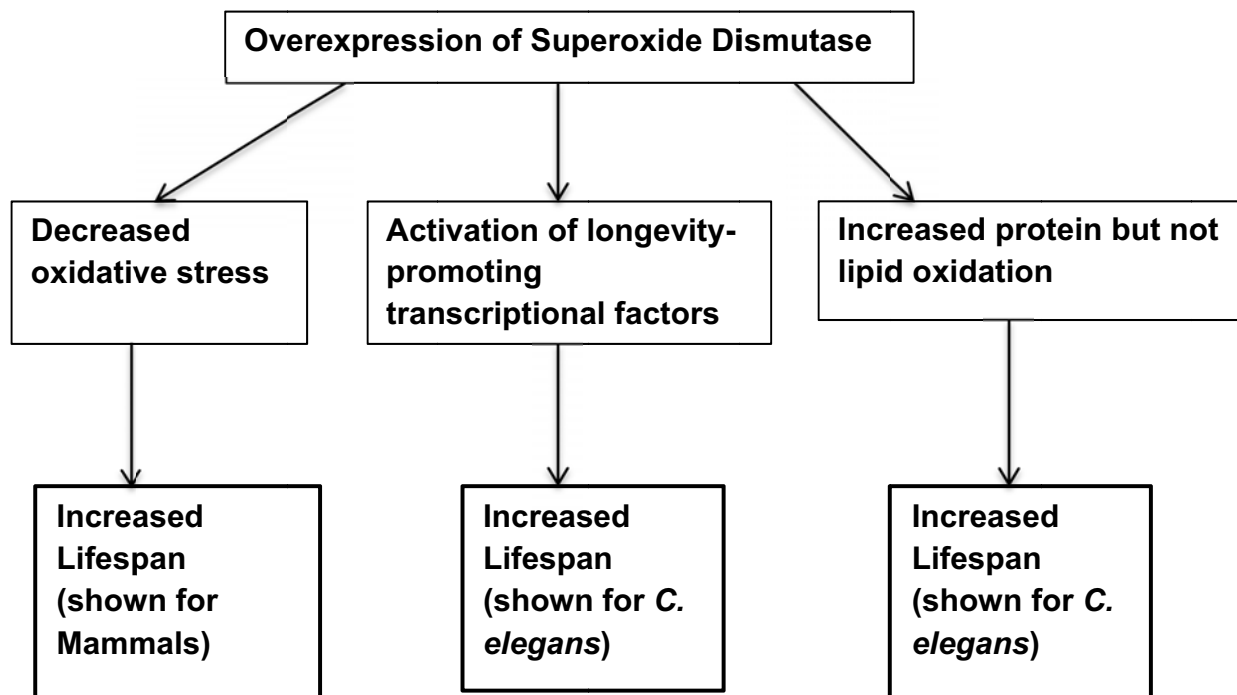 Overexpression of Superoxide Dismutase
Decreased
oxidative stress
Activation of longevity-
promoting
transcriptional factors
Increased protein but not
lipid oxidation
Increased
Lifespan
(shown for
Mammals)
Increased
Lifespan
(shown for C.
elegans)
Increased
Lifespan
(shown for C.
elegans)